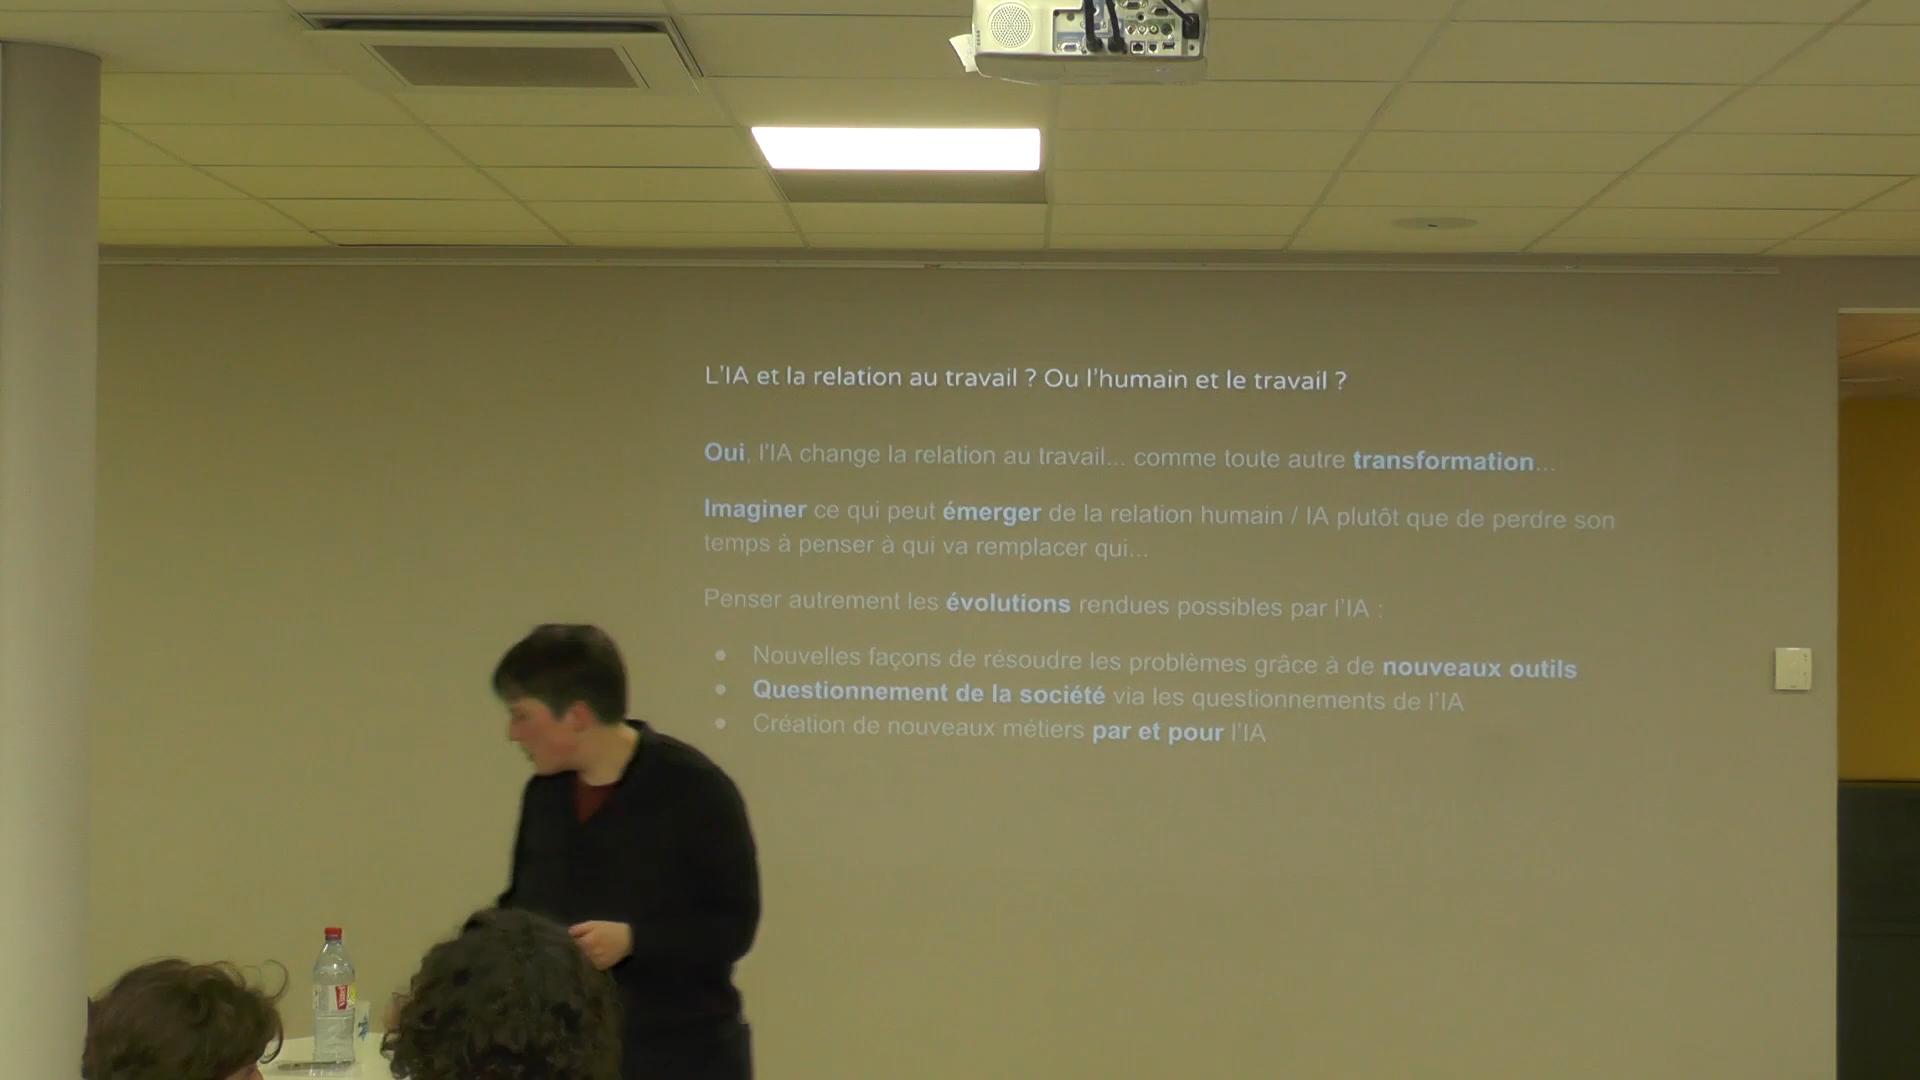 L'IA et la relation au travail ? Ou l'humain et le travail ?
Oui, l'IA change la relation au travail... comme toute autre transformation...
Imaginer ce qui peut émerger de la relation humain / IA plutôt que de perdre son
temps à penser à qui va remplacer qui...
Penser autrement les évolutions rendues possibles par l'IA :
• Nouvelles façons de résoudre les problèmes grâce à de nouveaux outils
• Questionnement de la société via les questionnements de l'IA
• Création de nouveaux métiers par et pour l'IA